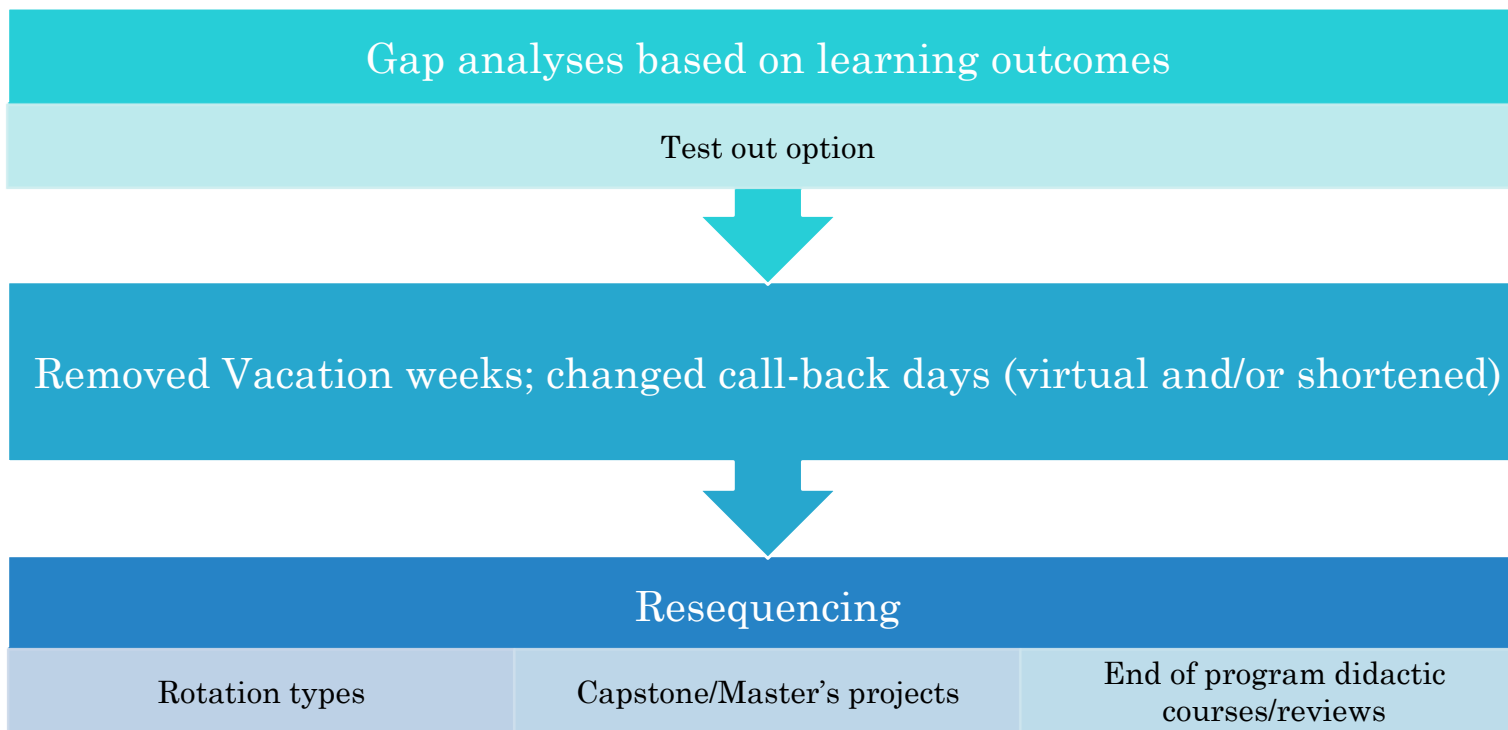 Gap analyses based on learning outcomes
Test out option
Removed Vacation weeks; changed call-back days (virtual and/or shortened)
Resequencing
Rotation types
Capstone/Master's projects
End of program didactic
courses/reviews